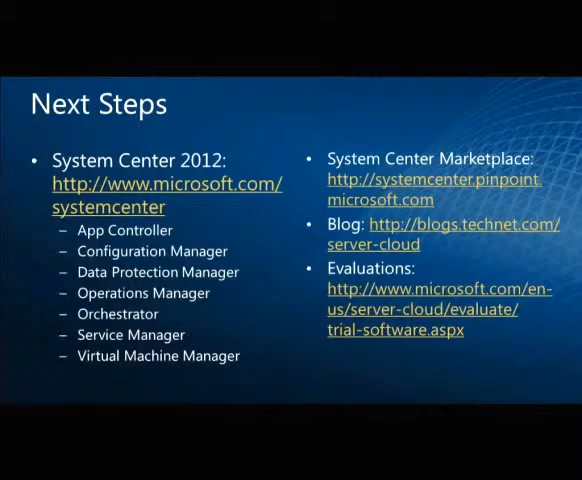 Next Steps
• System Center 2012:
http://www.microsoft.com/
systemcenter
– App Controller
– Configuration Manager
– Data Protection Manager
– Operations Manager
– Orchestrator
– Service Manager
– Virtual Machine Manager
• System Center Marketplace:
http://systemcenter.pinpoint.
microsoft.com
• Blog: http://blogs.technet.com/
server-cloud
• Evaluations:
http://www.microsoft.com/en-
us/server-cloud/evaluate/
trial-software.aspx